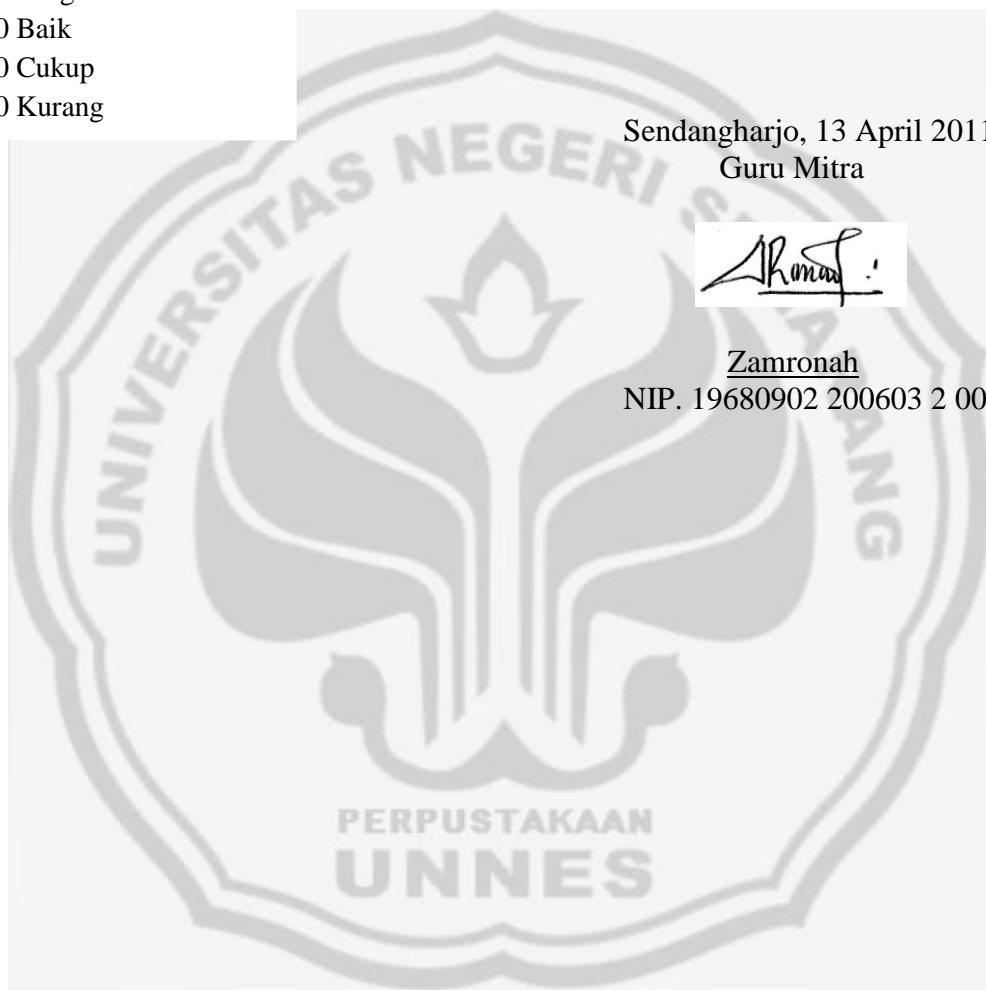 0 Baik
0 Cukup
0 Kurang
Sendangharjo, 13 April 2011
Guru Mitra
Zamronah
NIP. 19680902 200603 2 00
UNIVERSITAS NEGERI SEMARANG
PERPUSTAKAAN
UNNES